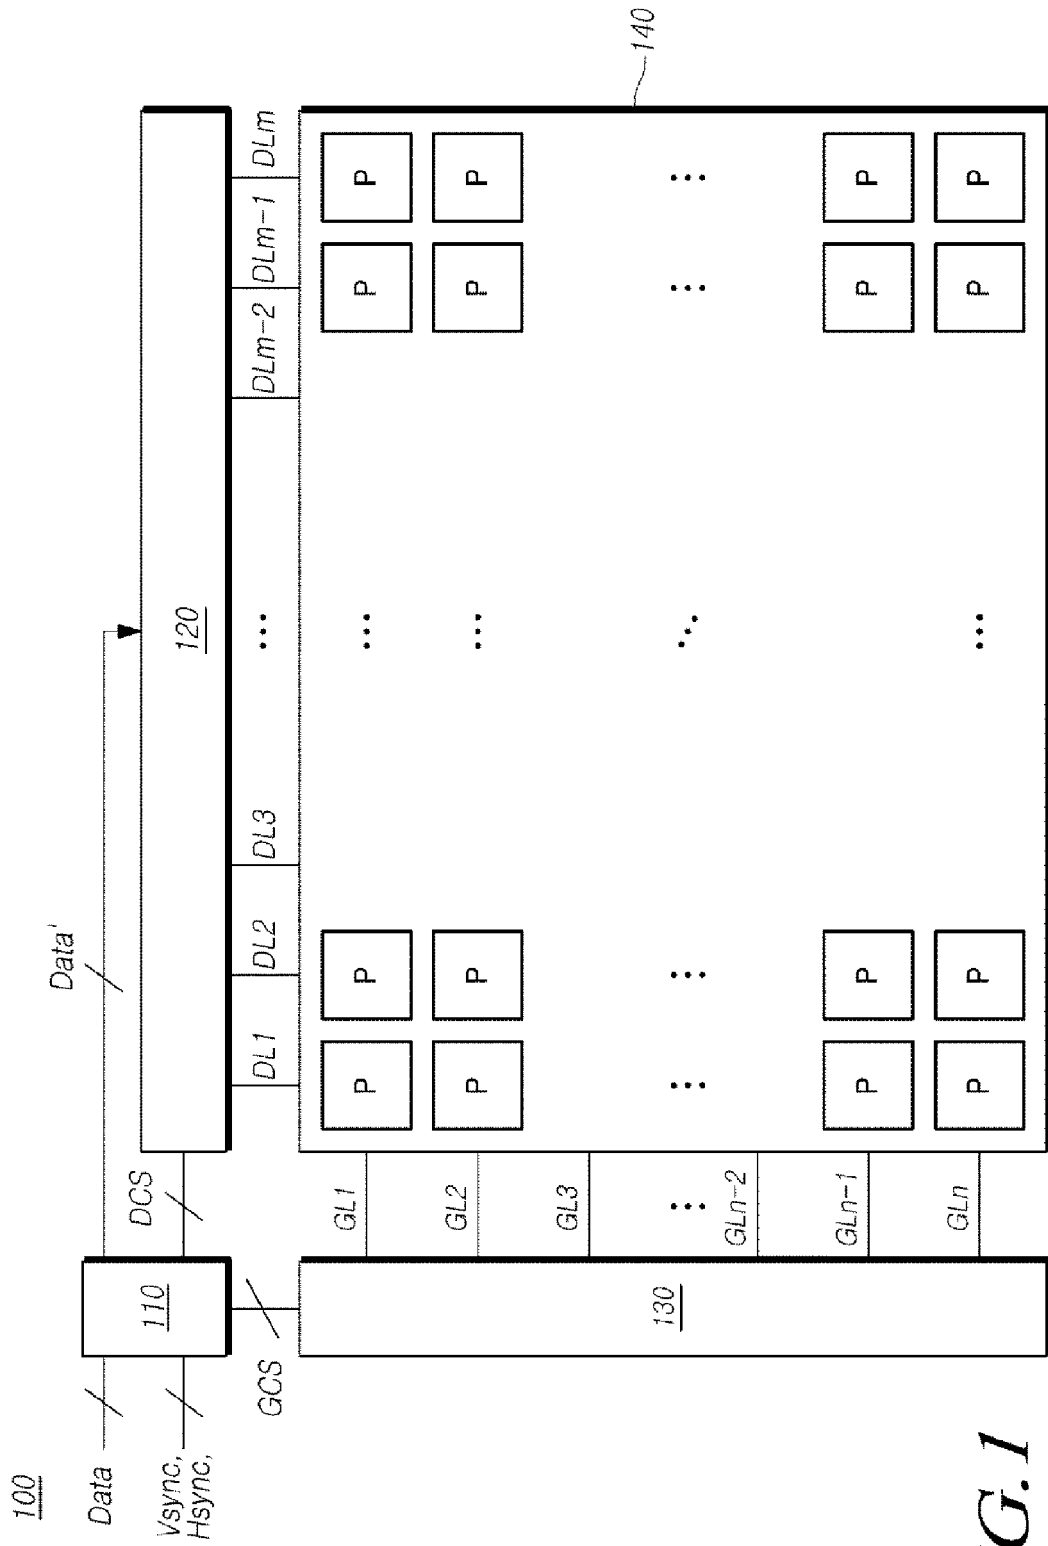 100
Data
Vsync,
Hsync,
110
Data'
DCS
GCS
120
DL1 DL2 DL3 ... DLm-2 DLm-1 DLm
130
GL1
GL2
GL3
...
GLn-2
GLn-1
GLn
P P ... P P
P P ... P P
... ... ... ...
P P P P
P P ... P P
140
G. 1